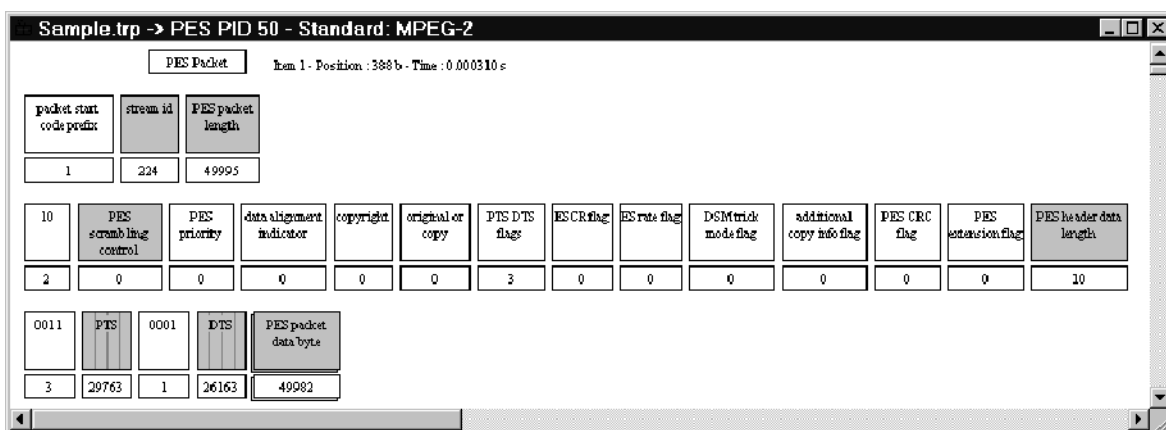 Sample.trp -> PES PID 50 - Standard: MPEG-2
PES Packet Item 1 - Position : 388 b - Time : 0.000310 s
packet start code prefix stream id PES packet length
1 224 49995
10 PES scrambling control PES priority data alignment indicator copyright original or copy PTS DTS flags ESCR flag ES rate flag DSM trick mode flag additional copy info flag PES CRC flag PES extension flag PES header data length
2 0 0 0 0 0 3 0 0 0 0 0 0 10
0011 PTS 0001 DTS PES packet data byte
3 29763 1 26163 49982